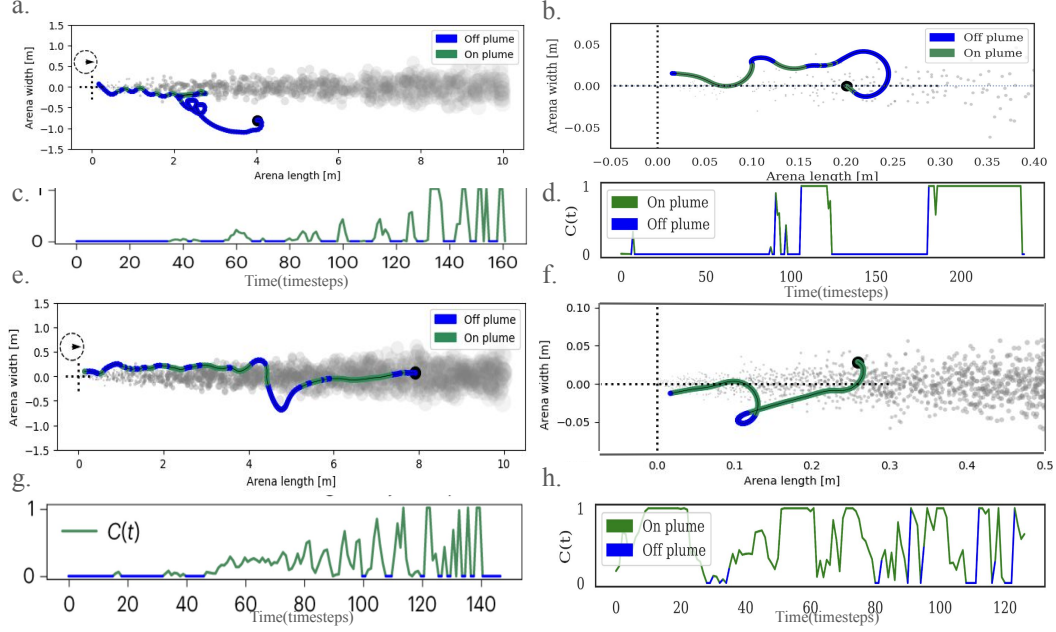 a.
1.5
1.0
0.5
0.0
−0.5
−1.0
−1.5
Arena width [m]
Off plume
On plume
0 2 4 6 8 10
Arena length [m]
b.
0.05
0.00
−0.05
Arena width [m]
Off plume
On plume
−0.05 0.00 0.05 0.10 0.15 0.20 0.25 0.30 0.35 0.40
Arena length [m]
c.
1
0
0 20 40 60 80 100 120 140 160
Time(timesteps)
d.
1
0
C(t)
On plume
Off plume
0 50 100 150 200
Time(timesteps)
e.
1.5
1.0
0.5
0.0
−0.5
−1.0
−1.5
Arena width [m]
Off plume
On plume
0 2 4 6 8 10
Arena length [m]
f.
0.10
0.05
0.00
−0.05
Arena width [m]
0.0 0.1 0.2 0.3 0.4 0.5
Arena length [m]
g.
1
0
C(t)
0 20 40 60 80 100 120 140
Time(timesteps)
h.
1
0
C(t)
On plume
Off plume
0 20 40 60 80 100 120
Time(timesteps)